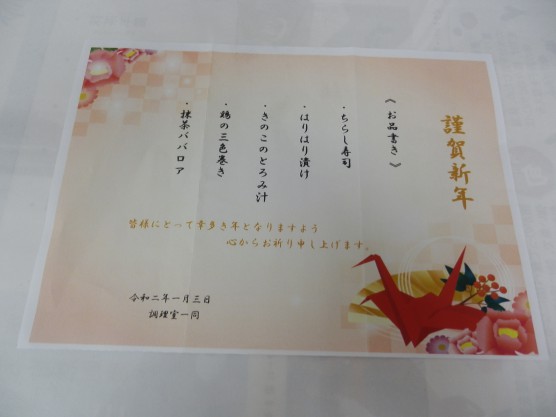 謹賀新年
《お品書き》
・ちらし寿司
・はりはり漬け
・きのこのとろみ汁
・鶏の三色巻き
・抹茶ババロア
皆様にとって幸多き年となりますよう
心からお祈り申し上げます。
令和二年一月三日
調理室一同